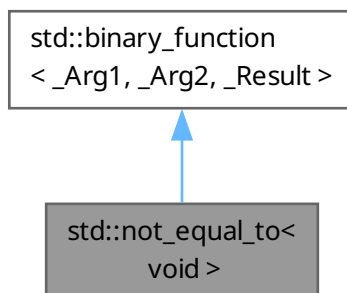 std::binary_function
< _Arg1, _Arg2, _Result >
std::not_equal_to<
void >